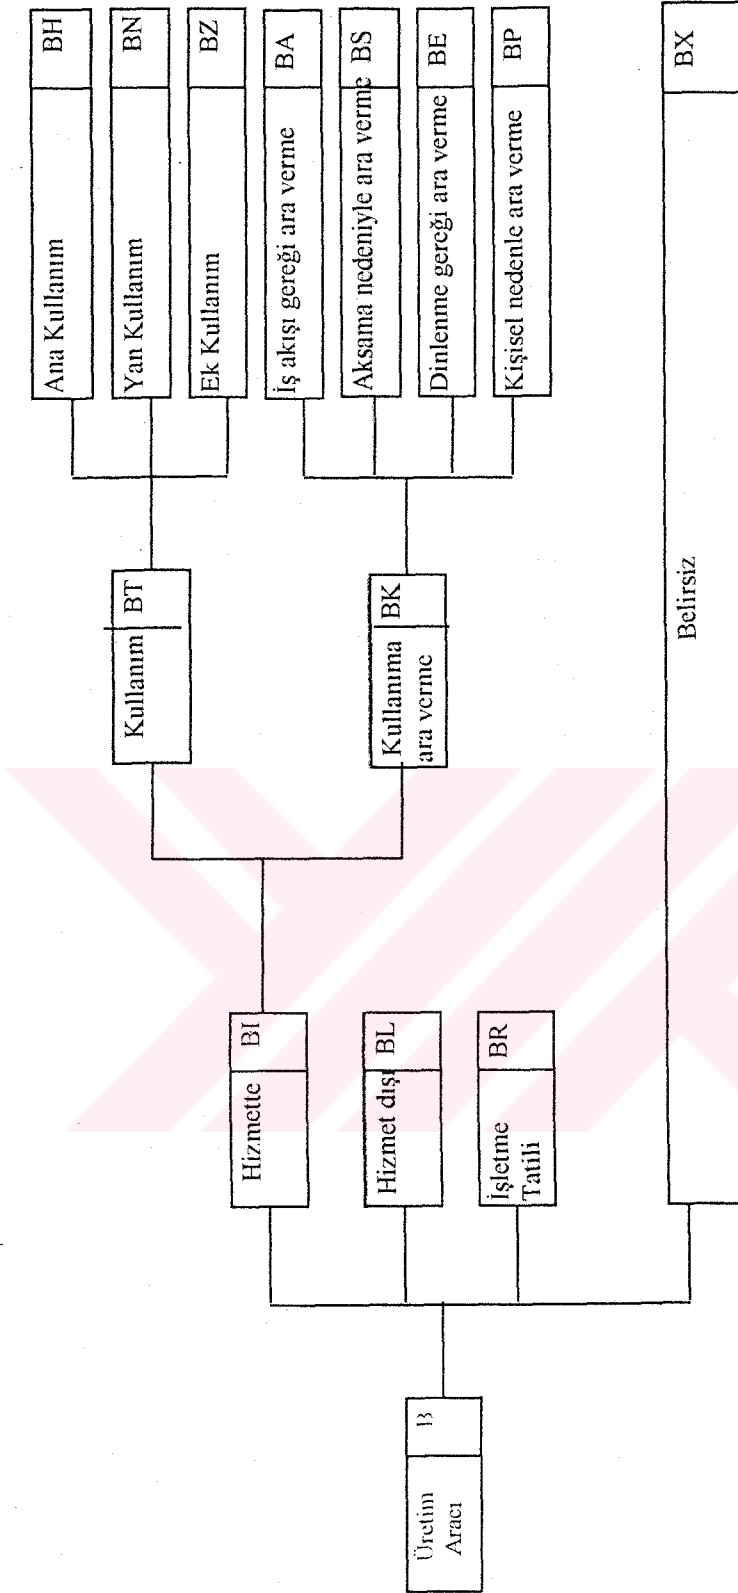 Üretim
Aracı
B
Hizmette
BI
Hizmet dışı
BL
İşletme
Tatili
BR
Belirsiz
BX
Kullanım
BT
Kullanıma
ara verme
BK
Ana Kullanım
BH
Yan Kullanım
BN
Ek Kullanım
BZ
İş akışı gereği ara verme
BA
Aksama nedeniyle ara verme
BS
Dinlenme gereği ara verme
BE
Kişisel nedenle ara verme
BP